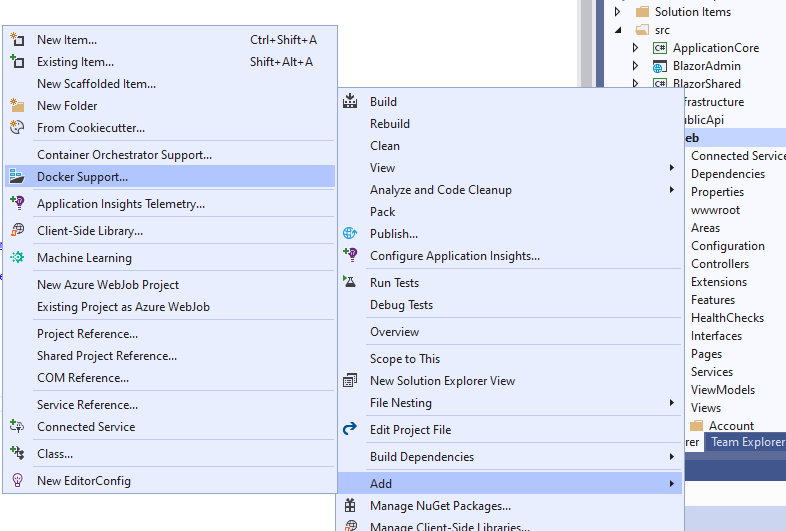 New Item... Ctrl+Shift+A
Existing Item... Shift+Alt+A
New Scaffolded Item...
New Folder
From Cookiecutter...
Container Orchestrator Support...
Docker Support...
Application Insights Telemetry...
Client-Side Library...
Machine Learning
New Azure WebJob Project
Existing Project as Azure WebJob
Project Reference...
Shared Project Reference...
COM Reference...
Service Reference...
Connected Service
Class...
New EditorConfig
Build
Rebuild
Clean
View
Analyze and Code Cleanup
Pack
Publish...
Configure Application Insights...
Run Tests
Debug Tests
Overview
Scope to This
New Solution Explorer View
File Nesting
Edit Project File
Build Dependencies
Add
Manage NuGet Packages...
Manage Client-Side Libraries...
Solution Items
src
C# ApplicationCore
BlazorAdmin
C# BlazorShared
frastructure
ublicApi
eb
Connected Service
Dependencies
Properties
wwwroot
Areas
Configuration
Controllers
Extensions
Features
HealthChecks
Interfaces
Pages
Services
ViewModels
Views
Account
rer Team Explorer